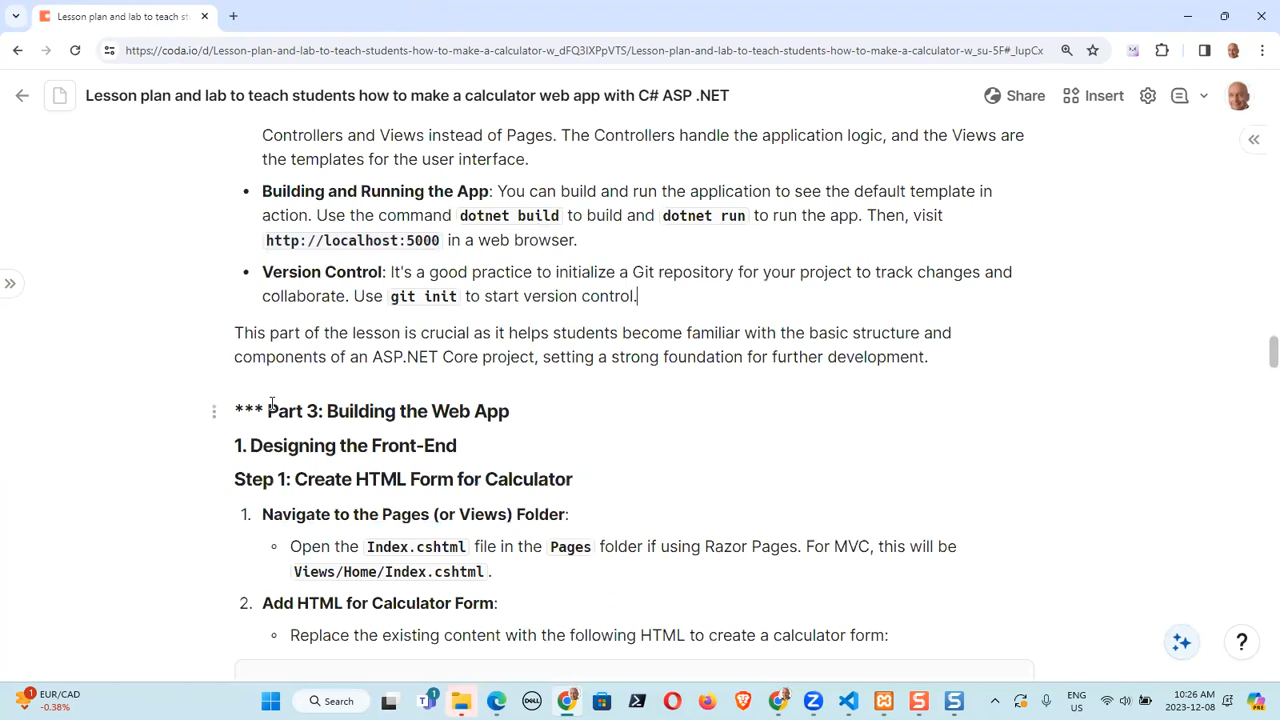 Lesson plan and lab to teach st
https://coda.io/d/Lesson-plan-and-lab-to-teach-students-how-to-make-a-calculator-w_dFQ3IXPpVTS/Lesson-plan-and-lab-to-teach-students-how-to-make-a-calculator-w_su-5F#_lupCx
Lesson plan and lab to teach students how to make a calculator web app with C# ASP .NET
Share
Insert
Controllers and Views instead of Pages. The Controllers handle the application logic, and the Views are
the templates for the user interface.
• Building and Running the App: You can build and run the application to see the default template in
action. Use the command dotnet build to build and dotnet run to run the app. Then, visit
http://localhost:5000 in a web browser.
• Version Control: It's a good practice to initialize a Git repository for your project to track changes and
collaborate. Use git init to start version control.
This part of the lesson is crucial as it helps students become familiar with the basic structure and
components of an ASP.NET Core project, setting a strong foundation for further development.
*** Part 3: Building the Web App
1. Designing the Front-End
Step 1: Create HTML Form for Calculator
1. Navigate to the Pages (or Views) Folder:
◦ Open the Index.cshtml file in the Pages folder if using Razor Pages. For MVC, this will be
Views/Home/Index.cshtml.
2. Add HTML for Calculator Form:
◦ Replace the existing content with the following HTML to create a calculator form:
1
EUR/CAD
-0.38%
Search
1
DELL
ENG
US
10:26 AM
2023-12-08